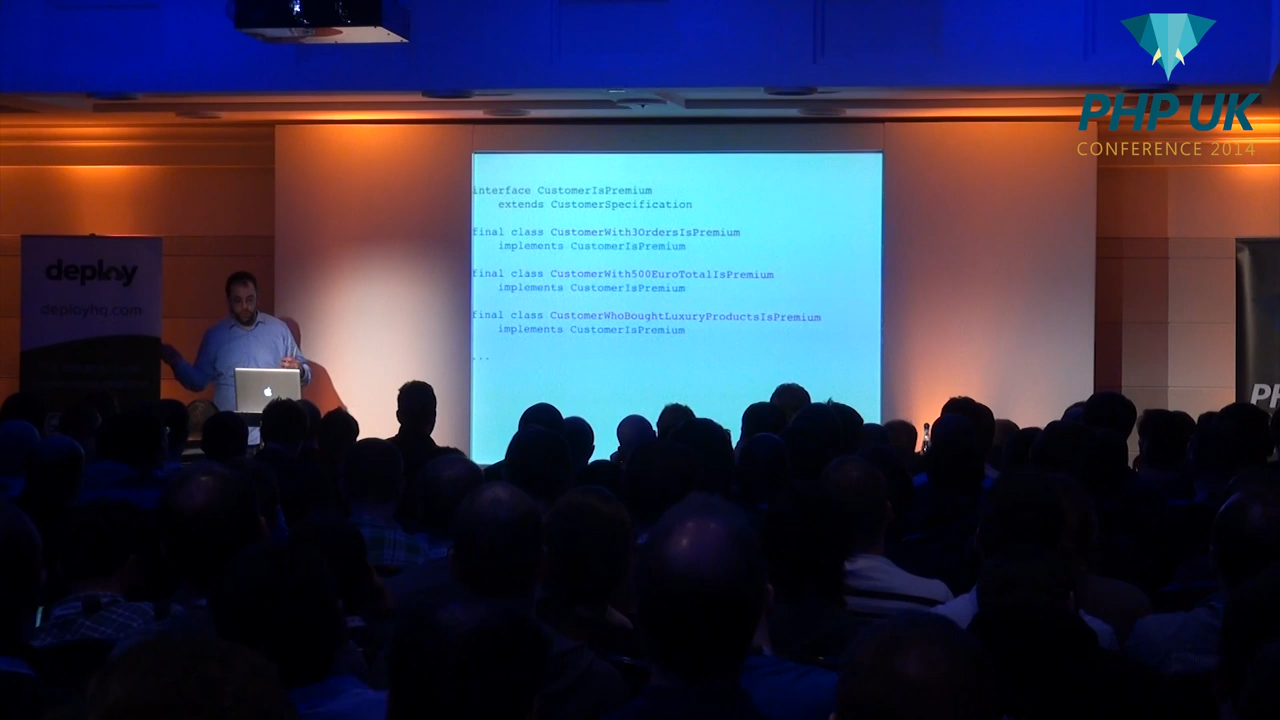 PHP UK
CONFERENCE 2014
interface CustomerIsPremium
extends CustomerSpecification
final class CustomerWith3OrdersIsPremium
implements CustomerIsPremium
final class CustomerWith500EuroTotalIsPremium
implements CustomerIsPremium
final class CustomerWhoBoughtLuxuryProductsIsPremium
implements CustomerIsPremium
...
deploy
deployhq.com